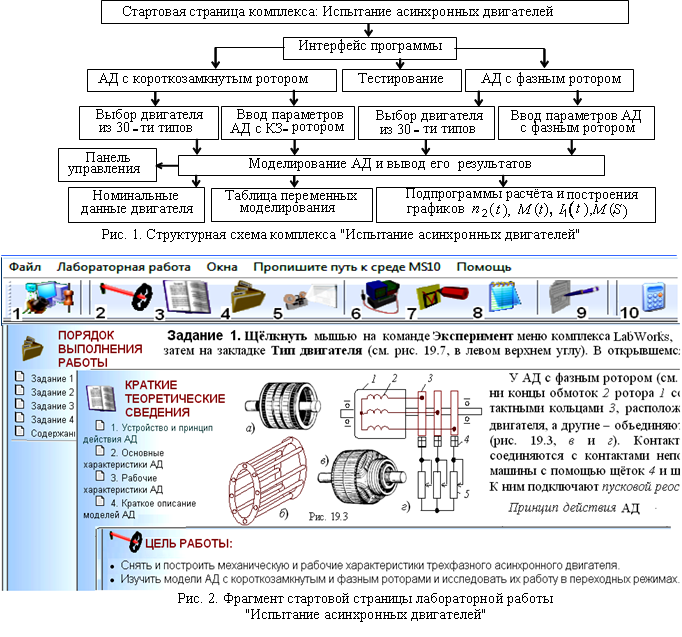 Стартовая страница комплекса: Испытание асинхронных двигателей
Интерфейс программы
АД с короткозамкнутым ротором
Тестирование
АД с фазным ротором
Выбор двигателя
из 30-ти типов
Ввод параметров
АД с КЗ-ротором
Выбор двигателя
из 30-ти типов
Ввод параметров АД
с фазным ротором
Панель
управления
Моделирование АД и вывод его результатов
Номинальные
данные двигателя
Таблица переменных
моделирования
Подпрограммы расчёта и построения
графиков n₂(t), M(t), I₁(t), M(S)
Рис. 1. Структурная схема комплекса "Испытание асинхронных двигателей"
Файл Лабораторная работа Окна Пропишите путь к среде MS10 Помощь
1 2 3 4 5 6 7 8 9 10
ПОРЯДОК
ВЫПОЛНЕНИЯ
РАБОТЫ
Задание 1
Задание 2
Задание 3
Задание 4
Содержани
Задание 1. Щёлкнуть мышью на команде Эксперимент меню комплекса LabWorks,
затем на закладке Тип двигателя (см. рис. 19.7, в левом верхнем углу). В открывшемс
КРАТКИЕ
ТЕОРЕТИЧЕСКИЕ
СВЕДЕНИЯ
1. Устройство и принцип
действия АД
2. Основные
характеристики АД
3. Рабочие
характеристики АД
4. Краткое описание
моделей АД
а)
б)
в)
г)
1 2 3
4
5
Рис. 19.3
У АД с фазным ротором (см.
ни концы обмоток 2 ротора 1 со
тактными кольцами 3, располож
двигателя, а другие – объединяют
(рис. 19.3, в и г). Контакт
соединяются с контактами непо
машины с помощью щёток 4 и ш
К ним подключают пусковой реос
Принцип действия АД
ЦЕЛЬ РАБОТЫ:
Снять и построить механическую и рабочие характеристики трехфазного асинхронного двигателя.
Изучить модели АД с короткозамкнутым и фазным роторами и исследовать их работу в переходных режимах.
Рис. 2. Фрагмент стартовой страницы лабораторной работы
"Испытание асинхронных двигателей"